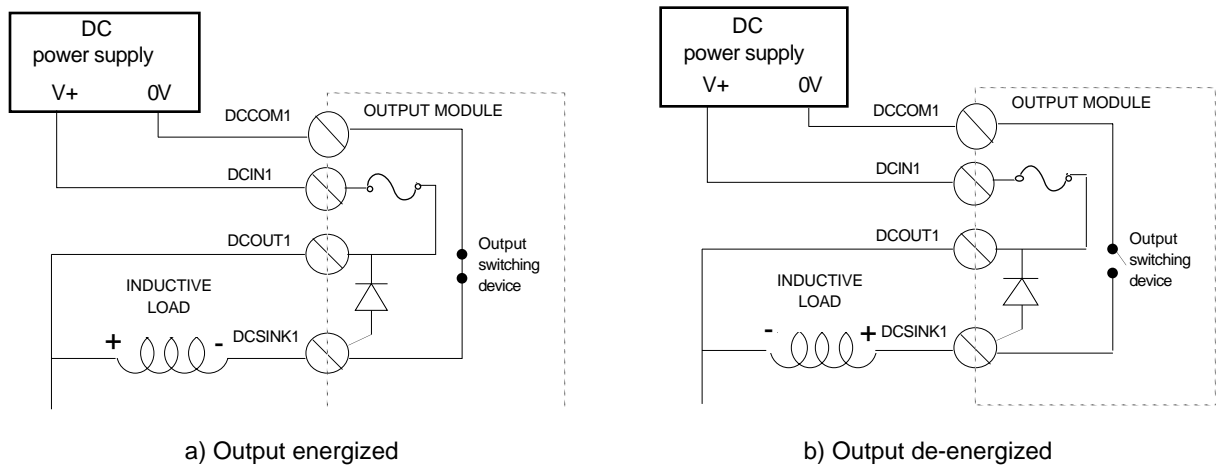 DC
power supply
V+ 0V
DCCOM1
OUTPUT MODULE
DCIN1
DCOUT1
Output
switching
device
INDUCTIVE
LOAD
+ -
DCSINK1
a) Output energized
DC
power supply
V+ 0V
DCCOM1
OUTPUT MODULE
DCIN1
DCOUT1
Output
switching
device
INDUCTIVE
LOAD
- +
DCSINK1
b) Output de-energized